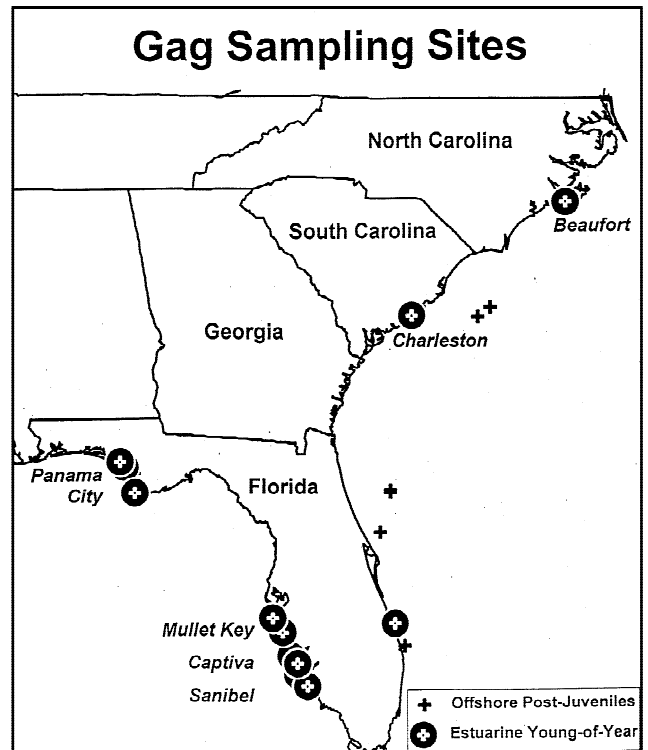 Gag Sampling Sites
North Carolina
Beaufort
South Carolina
Charleston
Georgia
Panama
City
Florida
Mullet Key
Captiva
Sanibel
Offshore Post-Juveniles
Estuarine Young-of-Year